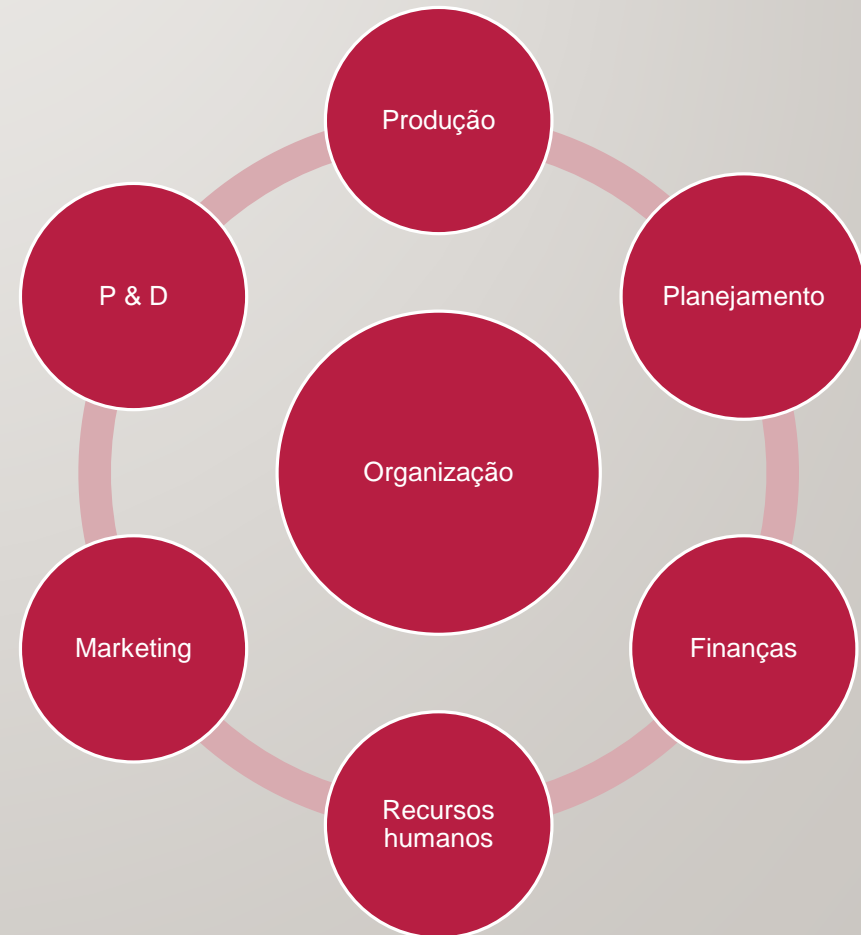 Produção
Planejamento
Finanças
Recursos
humanos
Marketing
P & D
Organização